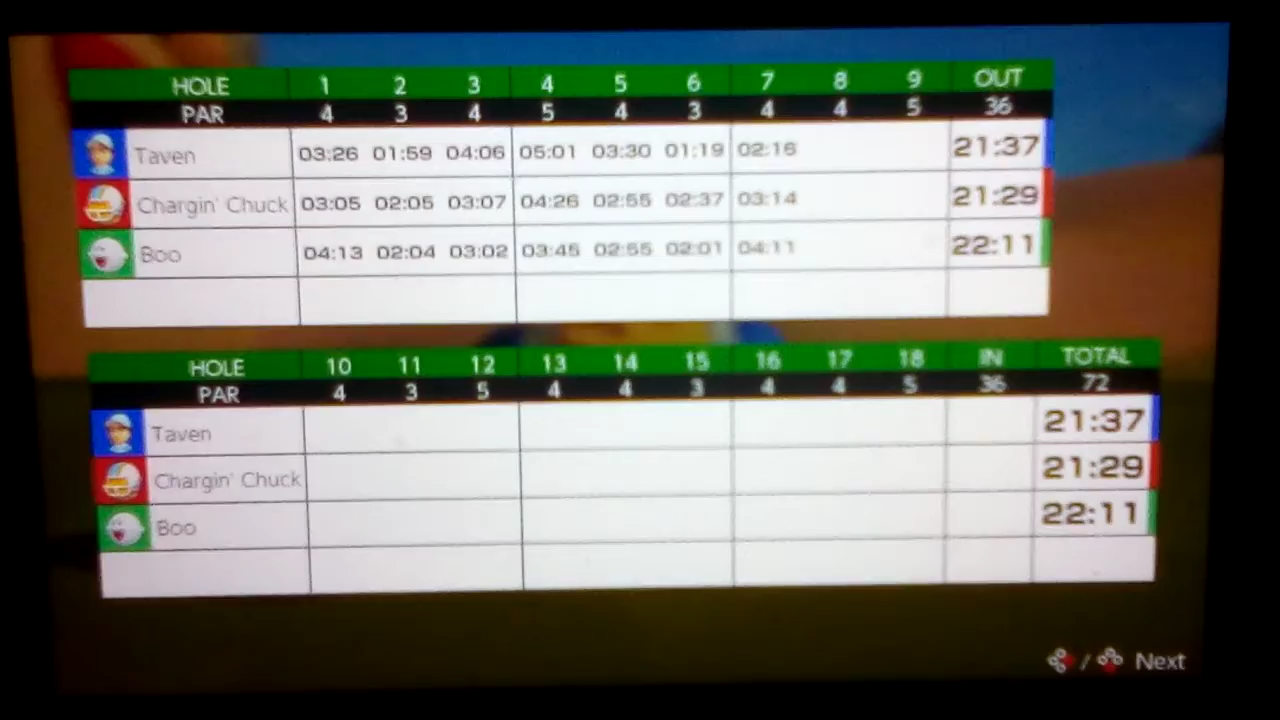 HOLE 1 2 3 4 5 6 7 8 9 OUT
PAR 4 3 4 5 4 3 4 4 5 36
Taven 03:26 01:59 04:06 05:01 03:30 01:19 02:16 21:37
Chargin' Chuck 03:05 02:05 03:07 04:26 02:55 02:37 03:14 21:29
Boo 04:13 02:04 03:02 03:45 02:55 02:01 04:11 22:11
HOLE 10 11 12 13 14 15 16 17 18 IN TOTAL
PAR 4 3 5 4 4 3 4 4 5 36 72
Taven 21:37
Chargin' Chuck 21:29
Boo 22:11
/ Next